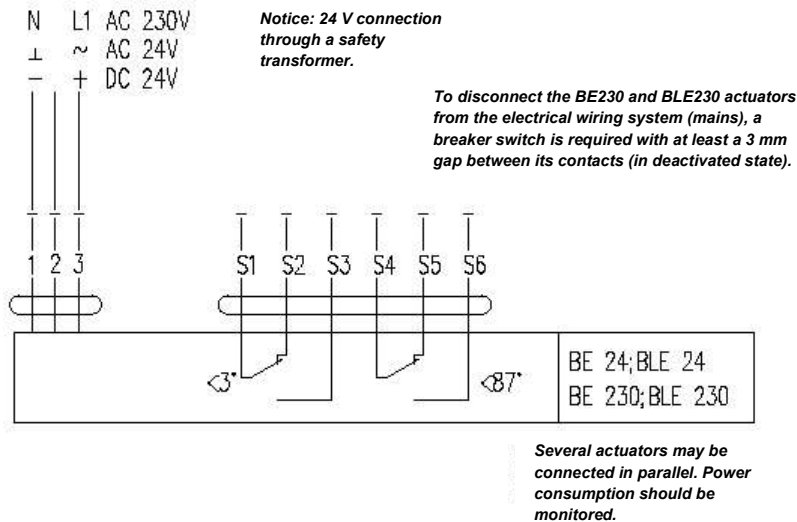 N L1 AC 230V
⊥ ~ AC 24V
− + DC 24V
Notice: 24 V connection
through a safety
transformer.
To disconnect the BE230 and BLE230 actuators
from the electrical wiring system (mains), a
breaker switch is required with at least a 3 mm
gap between its contacts (in deactivated state).
1 2 3 S1 S2 S3 S4 S5 S6
<3° <87°
BE 24;BLE 24
BE 230;BLE 230
Several actuators may be
connected in parallel. Power
consumption should be
monitored.